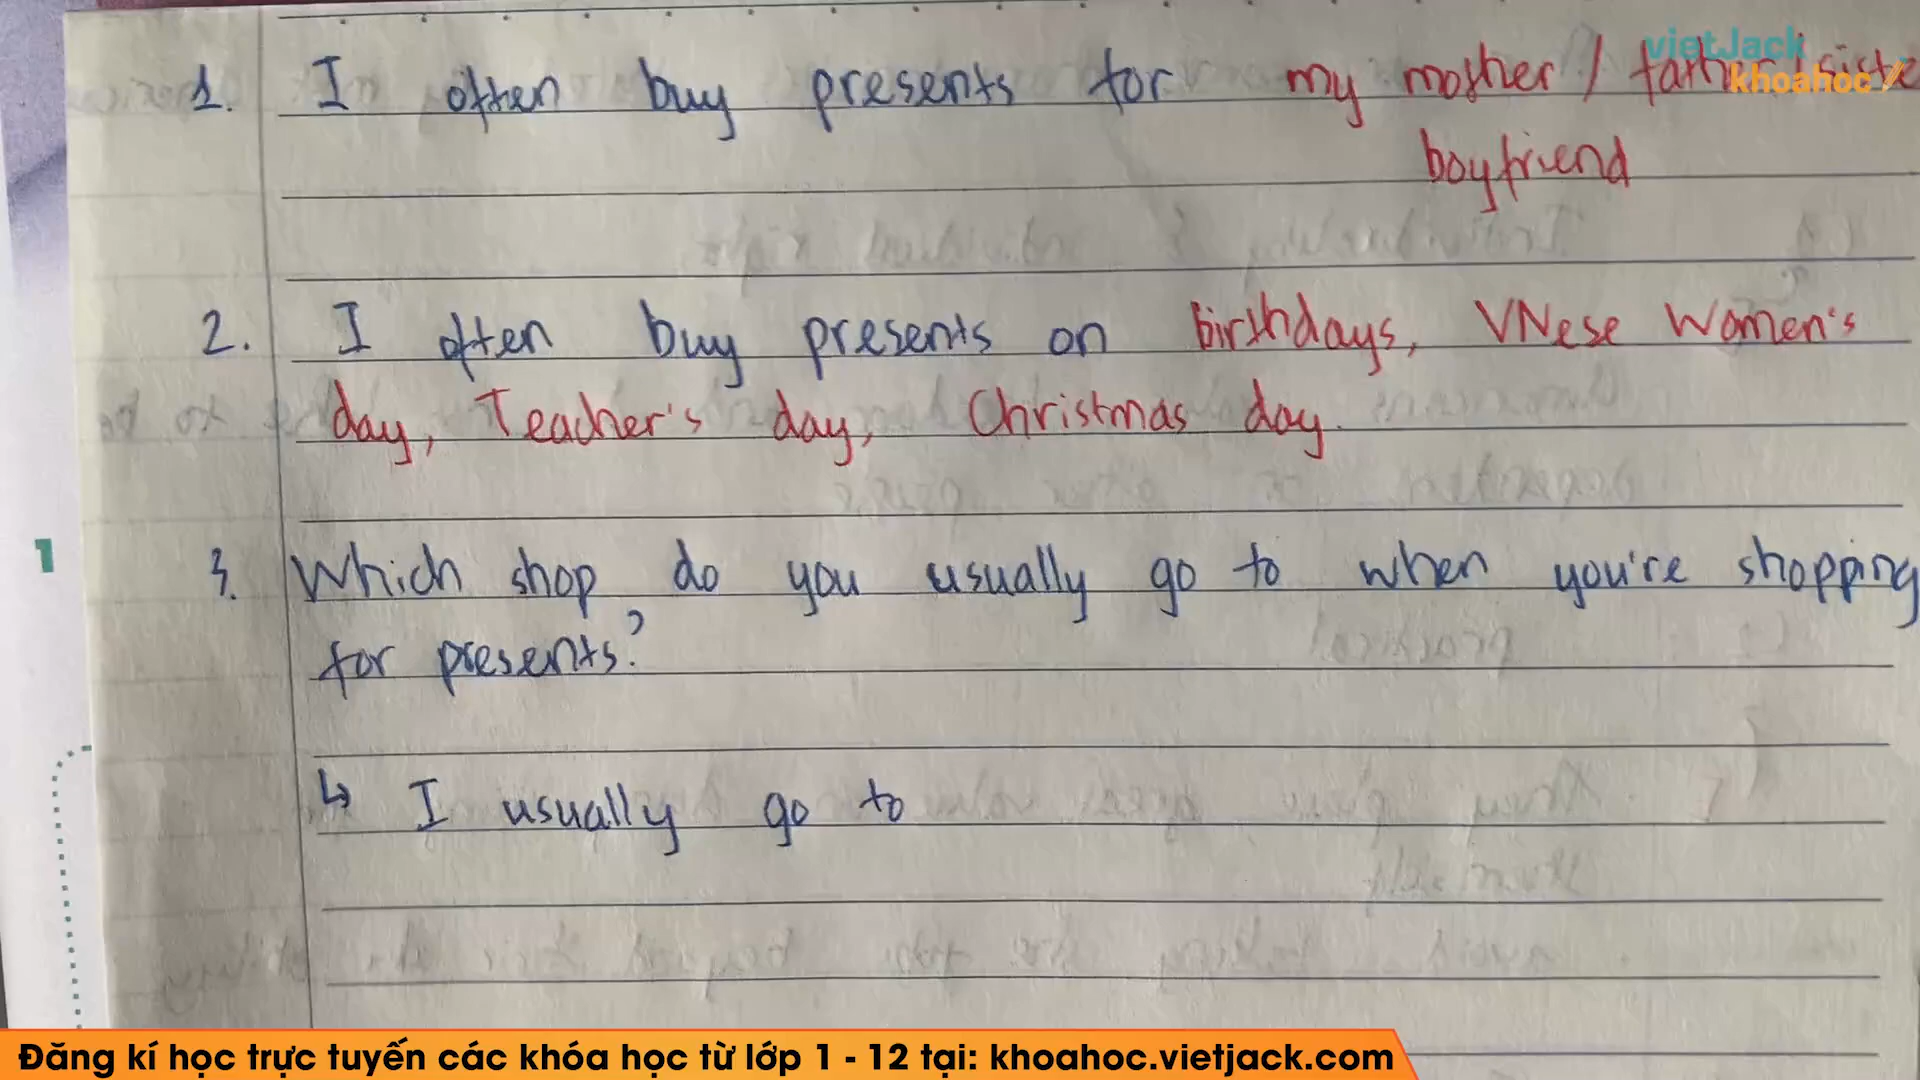 vietJack
khoahoc
1. I often buy presents for my mother / father / siste
boyfriend
2. I often buy presents on birthdays, VNese Women's
day, Teacher's day, Christmas day.
1
3. Which shop do you usually go to when you're shopping
for presents?
↳ I usually go to
Đăng kí học trực tuyến các khóa học từ lớp 1 - 12 tại: khoahoc.vietjack.com